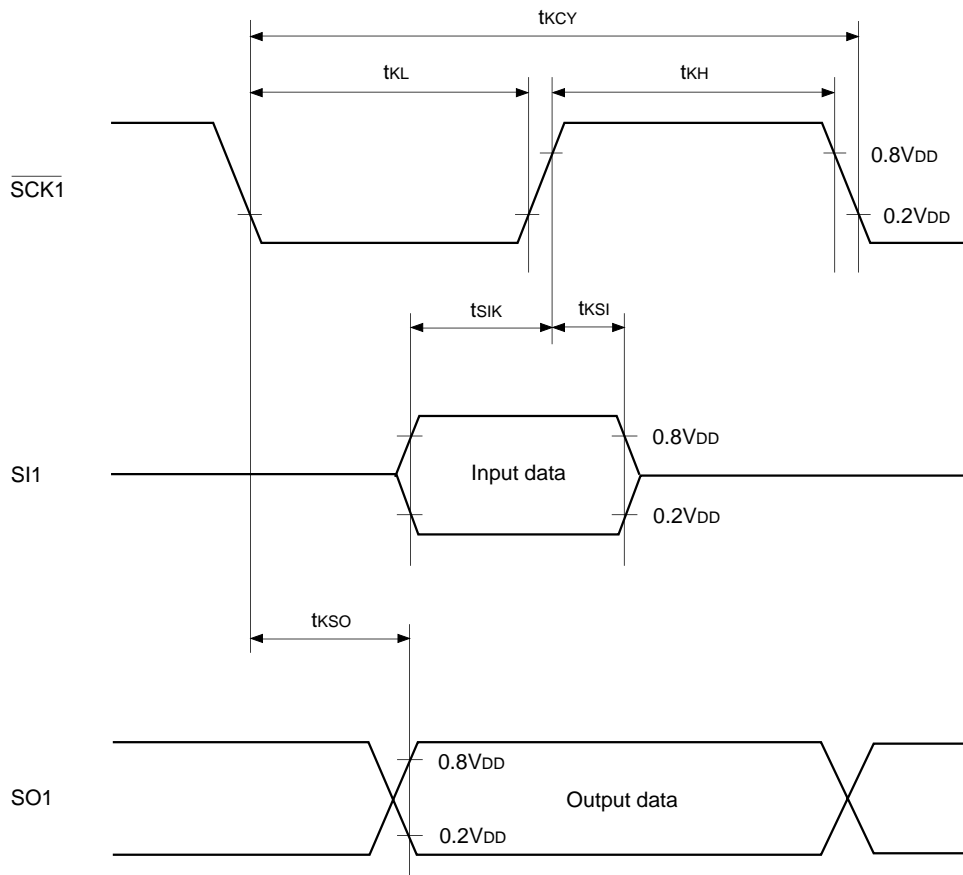 tKCY
tKL
tKH
0.8VDD
SCK1
0.2VDD
tSIK
tKSI
0.8VDD
SI1
Input data
0.2VDD
tKSO
0.8VDD
SO1
Output data
0.2VDD